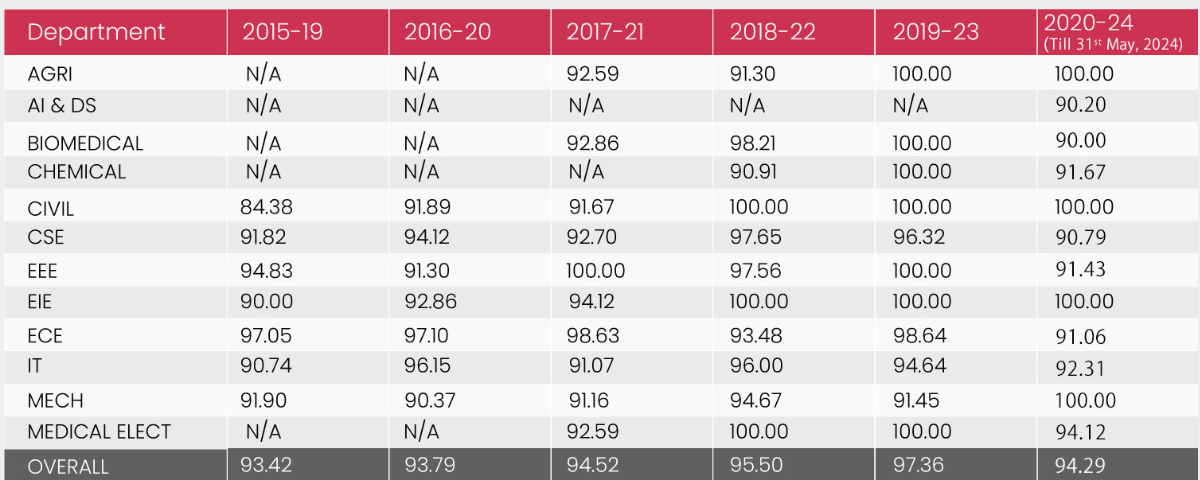 Department 2015-19 2016-20 2017-21 2018-22 2019-23 2020-24 (Till 31st May, 2024)
AGRI N/A N/A 92.59 91.30 100.00 100.00
AI & DS N/A N/A N/A N/A N/A 90.20
BIOMEDICAL N/A N/A 92.86 98.21 100.00 90.00
CHEMICAL N/A N/A N/A 90.91 100.00 91.67
CIVIL 84.38 91.89 91.67 100.00 100.00 100.00
CSE 91.82 94.12 92.70 97.65 96.32 90.79
EEE 94.83 91.30 100.00 97.56 100.00 91.43
EIE 90.00 92.86 94.12 100.00 100.00 100.00
ECE 97.05 97.10 98.63 93.48 98.64 91.06
IT 90.74 96.15 91.07 96.00 94.64 92.31
MECH 91.90 90.37 91.16 94.67 91.45 100.00
MEDICAL ELECT N/A N/A 92.59 100.00 100.00 94.12
OVERALL 93.42 93.79 94.52 95.50 97.36 94.29